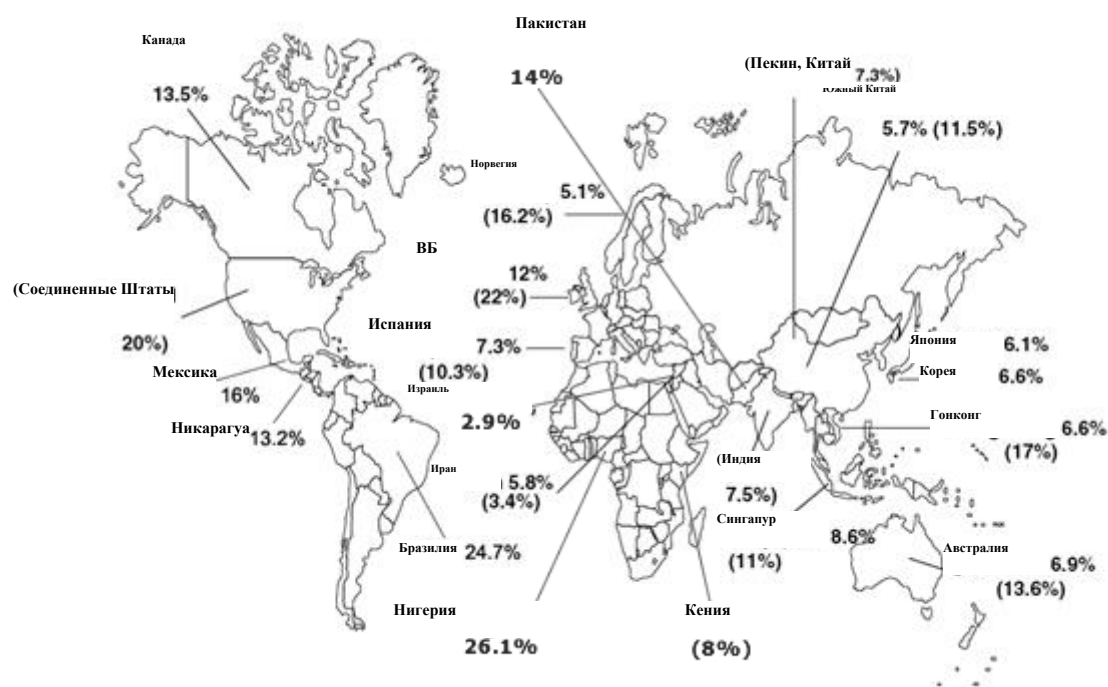 Пакистан
Канада
(Пекин, Китай
7.3%)
Южный Китай
14%
13.5%
5.7% (11.5%)
Норвегия
5.1%
(16.2%)
ВБ
12%
(22%)
(Соединенные Штаты
20%)
Испания
7.3%
(10.3%)
Япония
6.1%
Мексика
16%
Корея
6.6%
Израиль
2.9%
Гонконг
6.6%
(17%)
Никарагуа
13.2%
Иран
5.8%
(3.4%)
(Индия
7.5%)
Сингапур
8.6%
(11%)
Бразилия
24.7%
Австралия
6.9%
(13.6%)
Нигерия
26.1%
Кения
(8%)